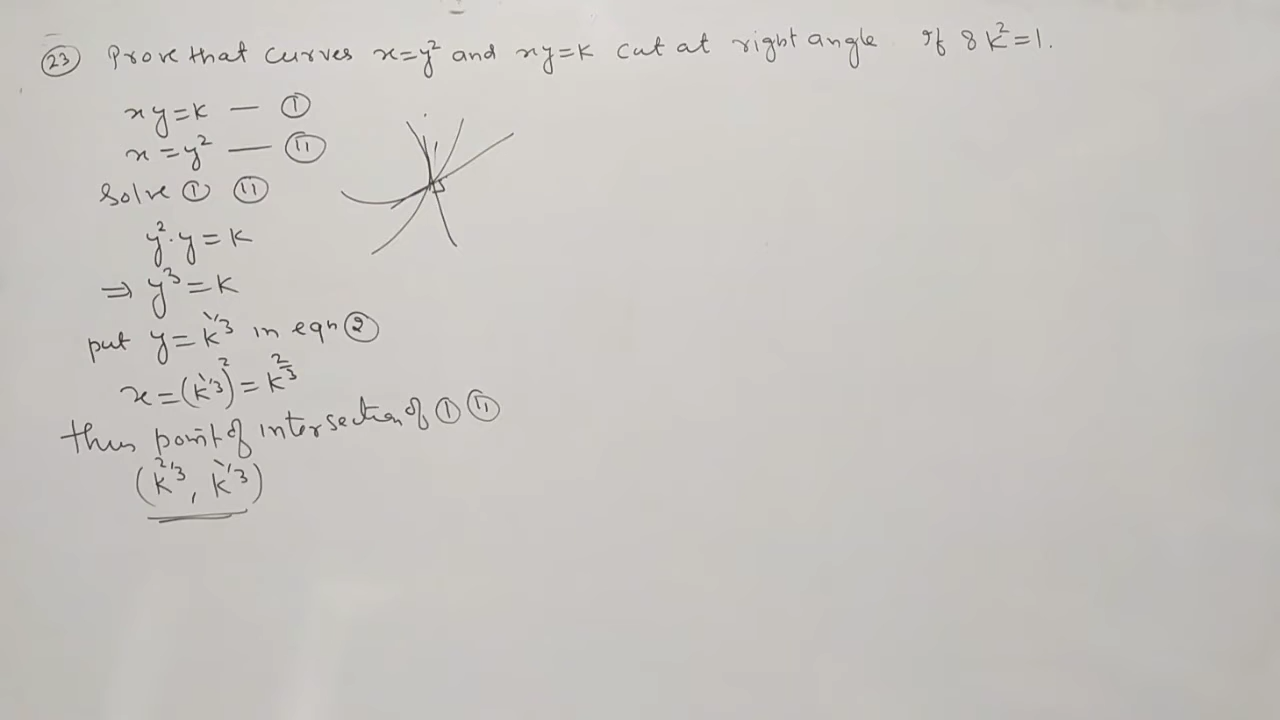 23 Prove that curves x=y² and xy=k cut at right angle If 8k²=1.
xy=k — I
x=y² — II
Solve I II
y².y=k
⇒ y³=k
put y=k^1/3 in eqn 2
x=(k^1/3)²=k^2/3
thus point of intersection of I II
(k^2/3, k^1/3)